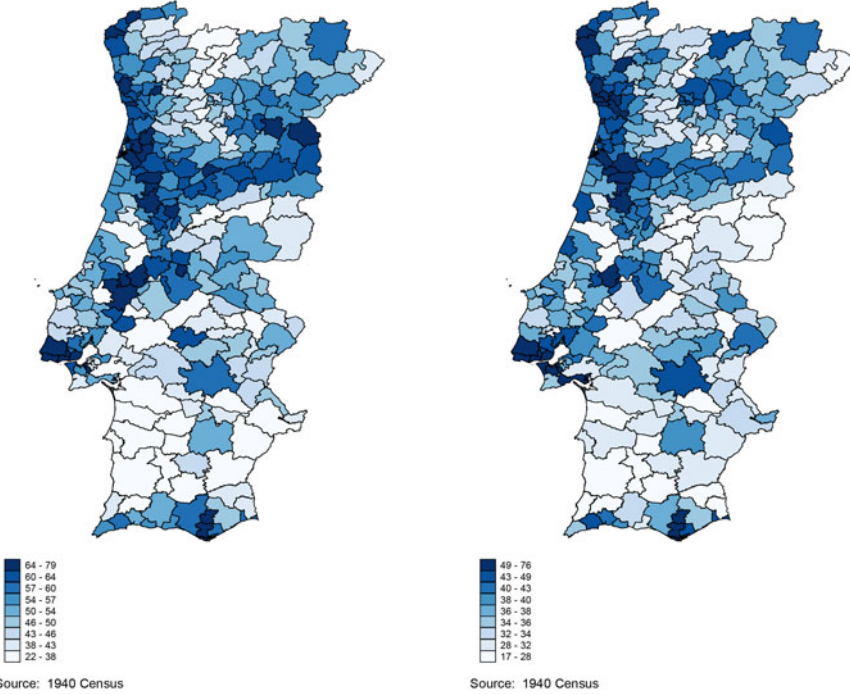 64 - 79
60 - 64
57 - 60
54 - 57
50 - 54
46 - 50
43 - 46
38 - 43
22 - 38
Source: 1940 Census
49 - 76
43 - 49
40 - 43
38 - 40
36 - 38
34 - 36
32 - 34
28 - 32
17 - 28
Source: 1940 Census